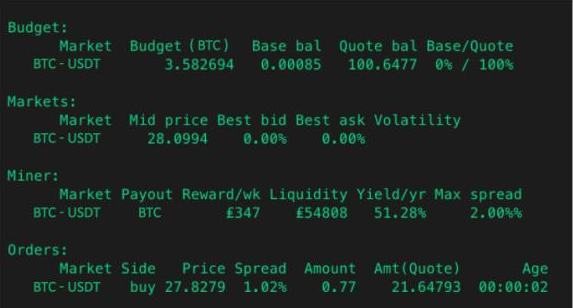 Budget:
Market Budget (BTC) Base bal Quote bal Base/Quote
BTC-USDT 3.582694 0.00085 100.6477 0% / 100%
Markets:
Market Mid price Best bid Best ask Volatility
BTC-USDT 28.0994 0.00% 0.00%
Miner:
Market Payout Reward/wk Liquidity Yield/yr Max spread
BTC-USDT BTC £347 £54808 51.28% 2.00%%
Orders:
Market Side Price Spread Amount Amt(Quote) Age
BTC-USDT buy 27.8279 1.02% 0.77 21.64793 00:00:02